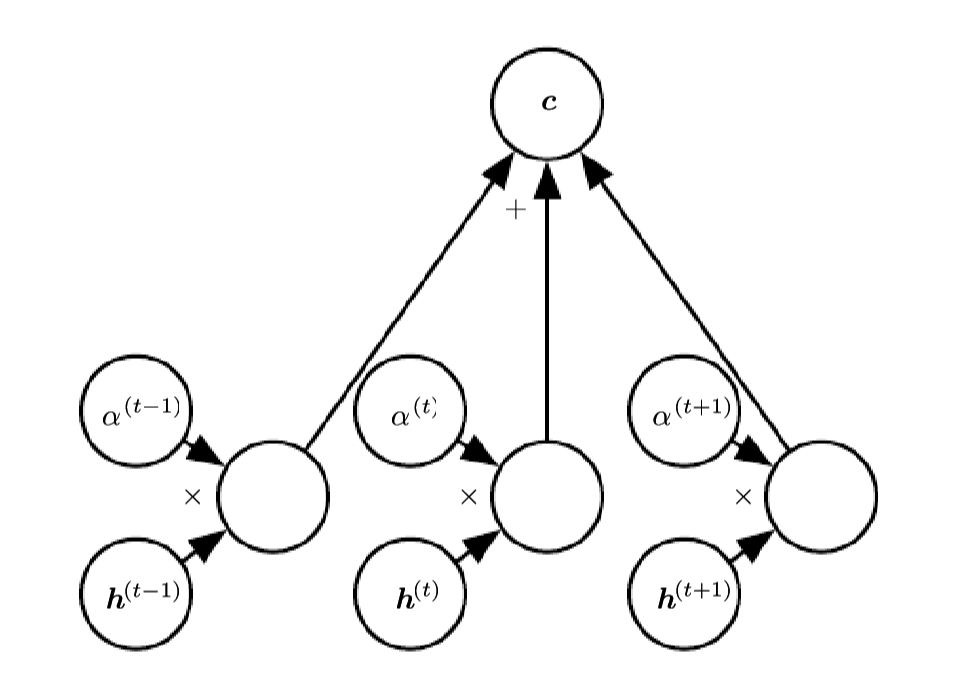 c
+
α^(t−1) α^(t) α^(t+1)
× × ×
h^(t−1) h^(t) h^(t+1)